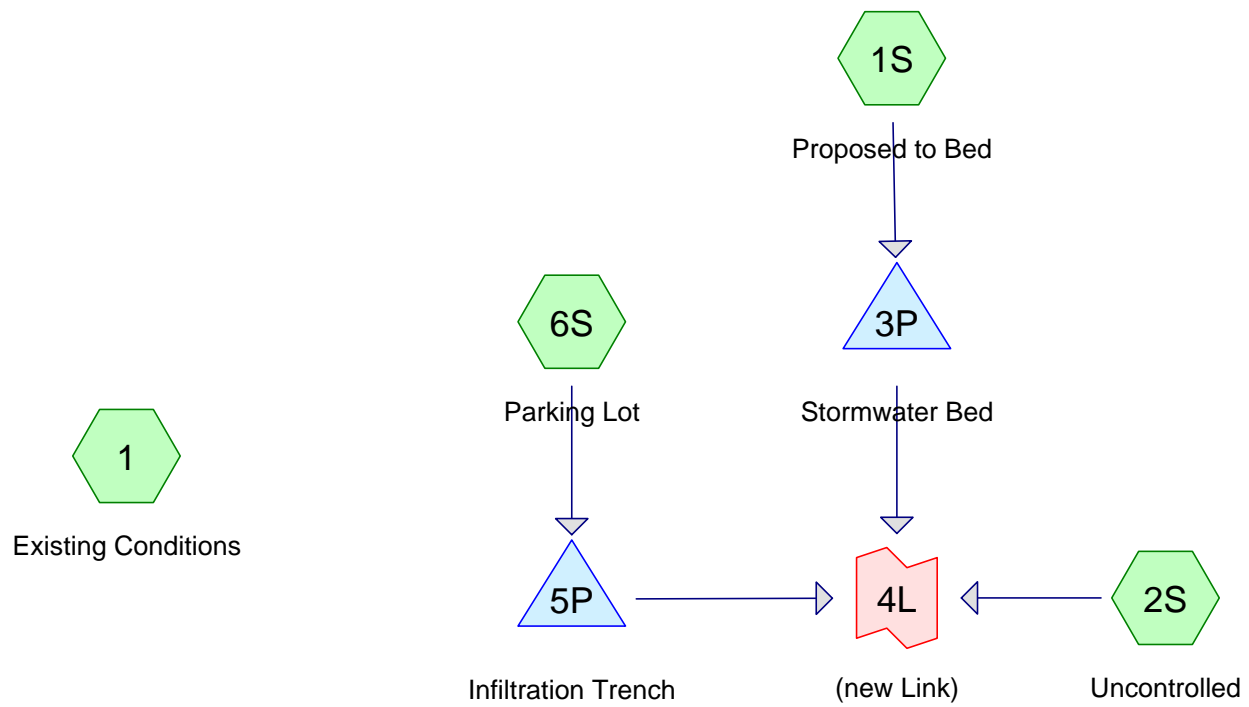 1S
Proposed to Bed
6S
3P
Parking Lot
Stormwater Bed
1
Existing Conditions
5P
4L
2S
Infiltration Trench
(new Link)
Uncontrolled